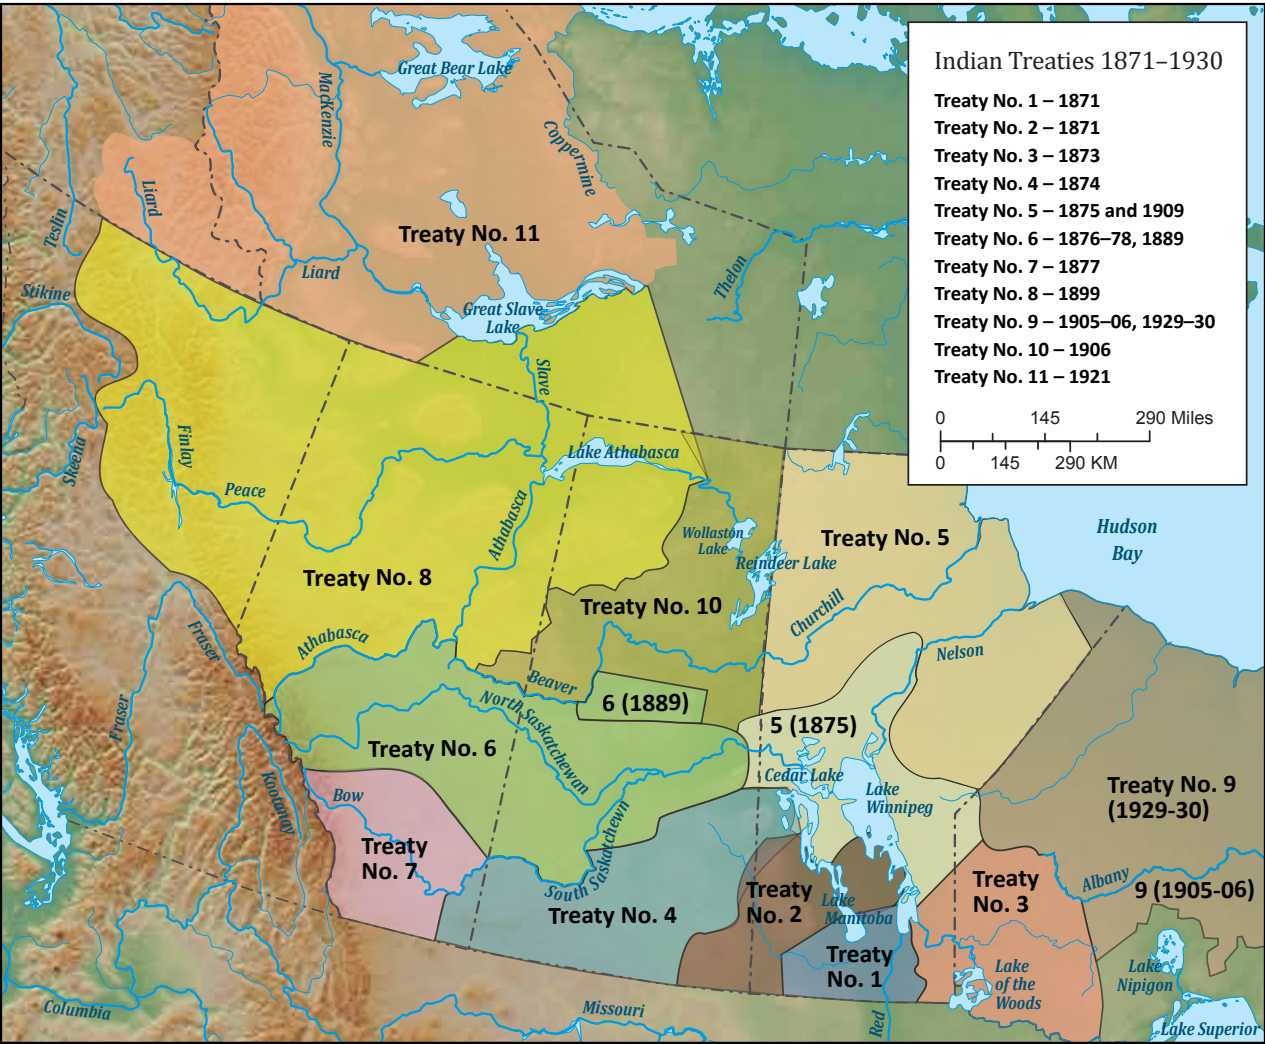 Indian Treaties 1871–1930
Treaty No. 1 – 1871
Treaty No. 2 – 1871
Treaty No. 3 – 1873
Treaty No. 4 – 1874
Treaty No. 5 – 1875 and 1909
Treaty No. 6 – 1876–78, 1889
Treaty No. 7 – 1877
Treaty No. 8 – 1899
Treaty No. 9 – 1905–06, 1929–30
Treaty No. 10 – 1906
Treaty No. 11 – 1921
0 145 290 Miles
0 145 290 KM
Great Bear Lake
MacKenzie
Coppermine
Liard
Teslin
Treaty No. 11
Liard
Thelon
Stikine
Great Slave
Lake
Slave
Finlay
Skeena
Lake Athabasca
Peace
Athabasca
Wollaston
Lake
Reindeer Lake
Treaty No. 5
Hudson
Bay
Treaty No. 8
Treaty No. 10
Churchill
Fraser
Athabasca
Nelson
Beaver
6 (1889)
Fraser
North Saskatchewan
5 (1875)
Treaty No. 6
Cedar Lake
Lake
Winnipeg
Treaty No. 9
(1929-30)
Kootanay
Bow
Treaty
No. 7
South Saskatchewn
Treaty No. 4
Treaty
No. 2
Lake
Manitoba
Treaty
No. 3
Albany
9 (1905-06)
Treaty
No. 1
Lake
of the
Woods
Lake
Nipigon
Columbia
Missouri
Red
Lake Superior